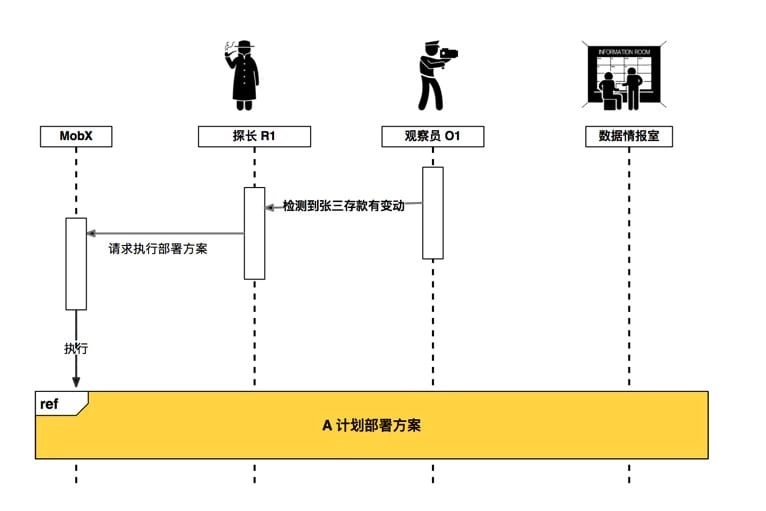 INFORMATION ROOM
MobX
探长 R1
观察员 O1
数据情报室
检测到张三存款有变动
请求执行部署方案
执行
ref
A 计划部署方案